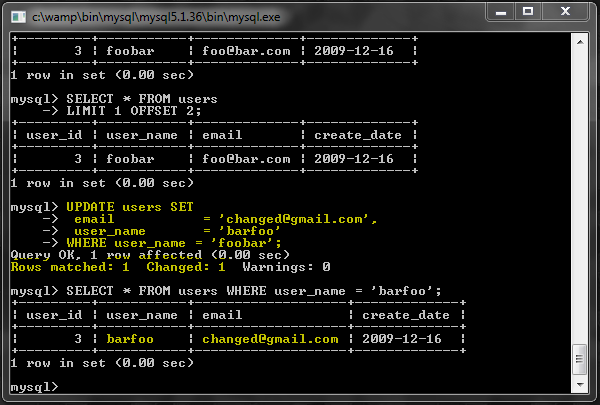 c:\wamp\bin\mysql\mysql5.1.36\bin\mysql.exe
+---------+-----------+-------------+-------------+
¦       3 ¦ foobar    ¦ foo@bar.com ¦ 2009-12-16  ¦
+---------+-----------+-------------+-------------+
1 row in set (0.00 sec)
mysql> SELECT * FROM users
    -> LIMIT 1 OFFSET 2;
+---------+-----------+-------------+-------------+
¦ user_id ¦ user_name ¦ email       ¦ create_date ¦
+---------+-----------+-------------+-------------+
¦       3 ¦ foobar    ¦ foo@bar.com ¦ 2009-12-16  ¦
+---------+-----------+-------------+-------------+
1 row in set (0.00 sec)
mysql> UPDATE users SET
    ->  email           = 'changed@gmail.com',
    ->  user_name       = 'barfoo'
    -> WHERE user_name = 'foobar';
Query OK, 1 row affected (0.00 sec)
Rows matched: 1  Changed: 1  Warnings: 0
mysql> SELECT * FROM users WHERE user_name = 'barfoo';
+---------+-----------+-------------------+-------------+
¦ user_id ¦ user_name ¦ email             ¦ create_date ¦
+---------+-----------+-------------------+-------------+
¦       3 ¦ barfoo    ¦ changed@gmail.com ¦ 2009-12-16  ¦
+---------+-----------+-------------------+-------------+
1 row in set (0.00 sec)
mysql>